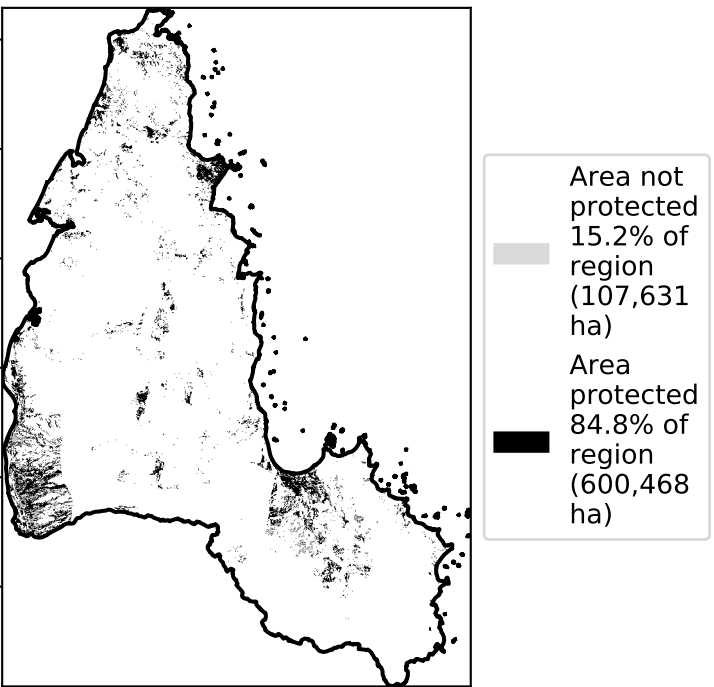 Area not
protected
15.2% of
region
(107,631
ha)
Area
protected
84.8% of
region
(600,468
ha)